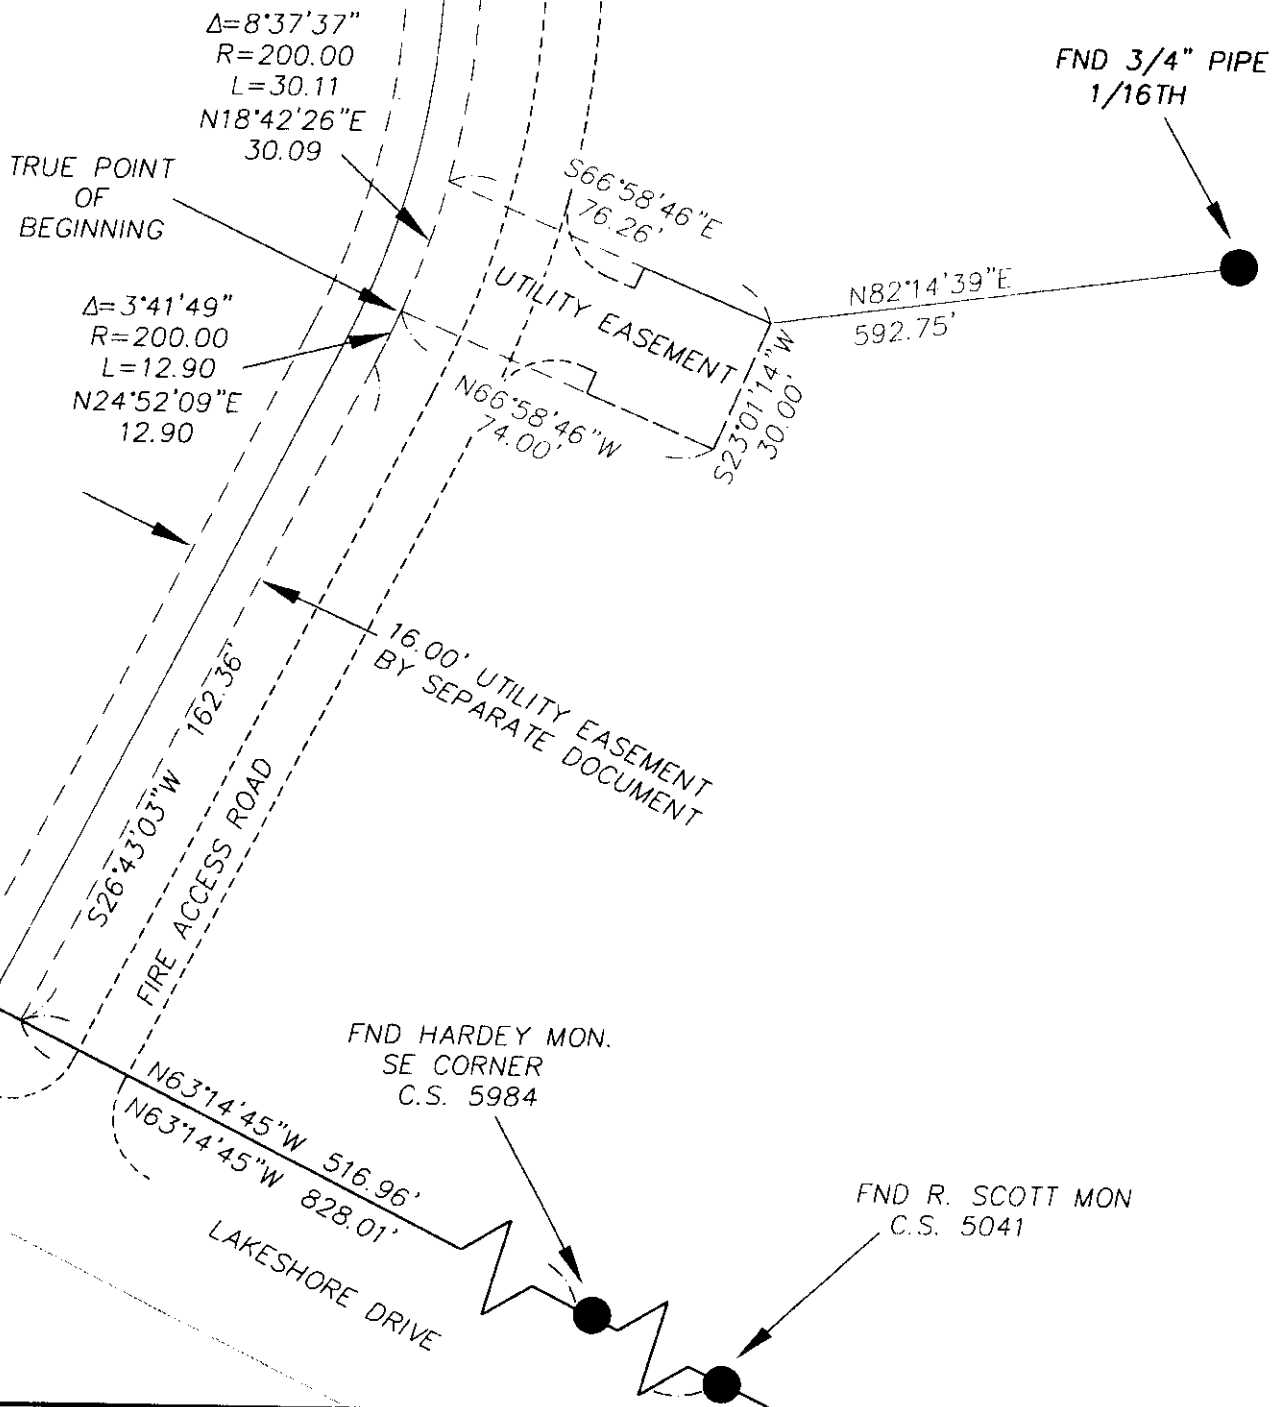 Δ=8°37'37"
R=200.00
L=30.11
N18°42'26"E
30.09
FND 3/4" PIPE
1/16TH
TRUE POINT
OF
BEGINNING
S66°58'46"E
76.26'
UTILITY EASEMENT
N82°14'39"E
592.75'
Δ=3°41'49"
R=200.00
L=12.90
N24°52'09"E
12.90
N66°58'46"W
74.00'
S23°01'14"W
30.00'
16.00' UTILITY EASEMENT
BY SEPARATE DOCUMENT
S26°43'03"W 162.36'
FIRE ACCESS ROAD
FND HARDEY MON.
SE CORNER
C.S. 5984
N63°14'45"W 516.96'
N63°14'45"W 828.01'
LAKESHORE DRIVE
FND R. SCOTT MON
C.S. 5041